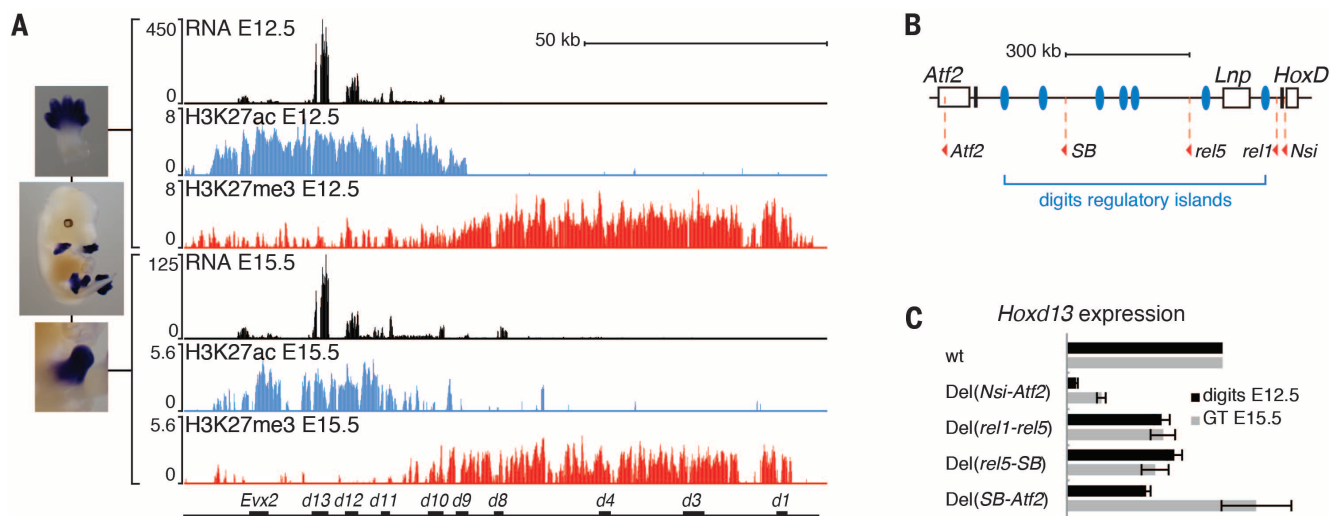 A
450
RNA E12.5
50 kb
0
8
H3K27ac E12.5
0
8
H3K27me3 E12.5
0
125
RNA E15.5
0
5.6
H3K27ac E15.5
0
5.6
H3K27me3 E15.5
0
Evx2 d13 d12 d11 d10 d9 d8 d4 d3 d1
B
300 kb
Atf2 Lnp HoxD
Atf2 SB rel5 rel1 Nsi
digits regulatory islands
C
Hoxd13 expression
wt
Del(Nsi-Atf2)
Del(rel1-rel5)
Del(rel5-SB)
Del(SB-Atf2)
digits E12.5
GT E15.5